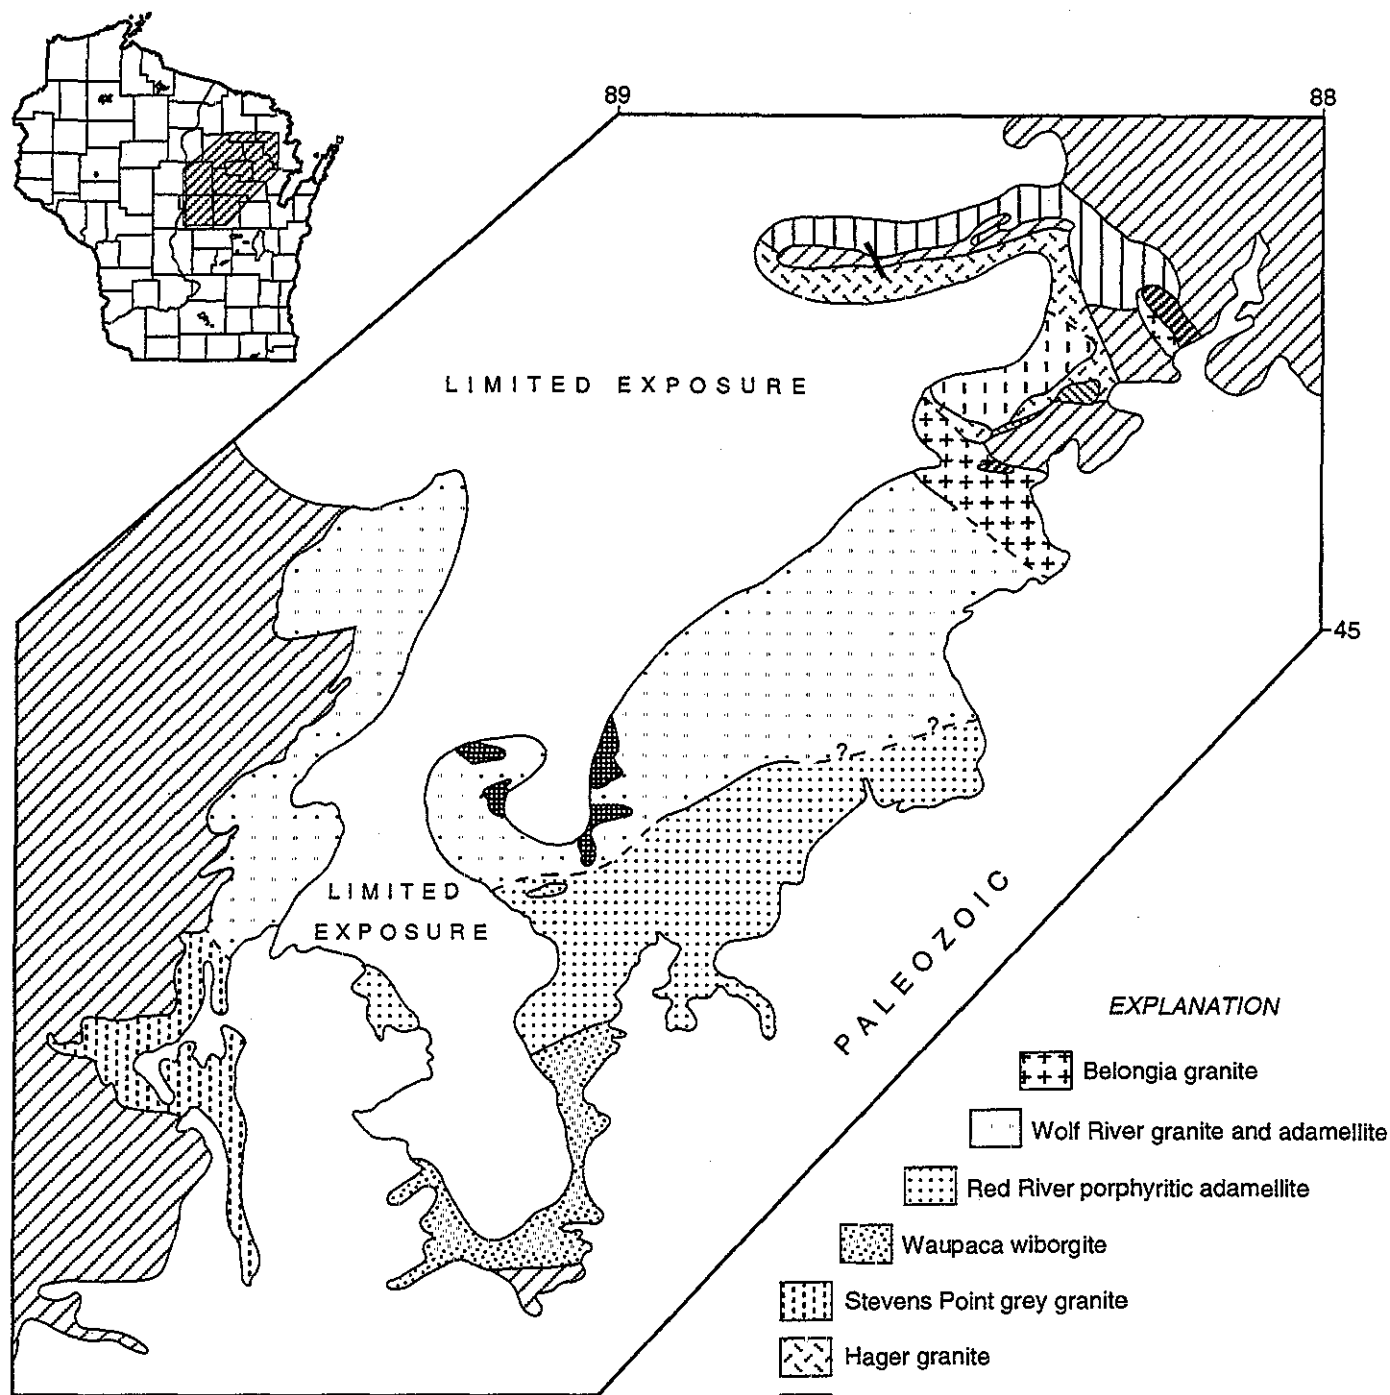 89
88
LIMITED EXPOSURE
45
?
?
LIMITED
EXPOSURE
PALEOZOIC
EXPLANATION
Belongia granite
Wolf River granite and adamellite
Red River porphyritic adamellite
Waupaca wiborgite
Stevens Point grey granite
Hager granite